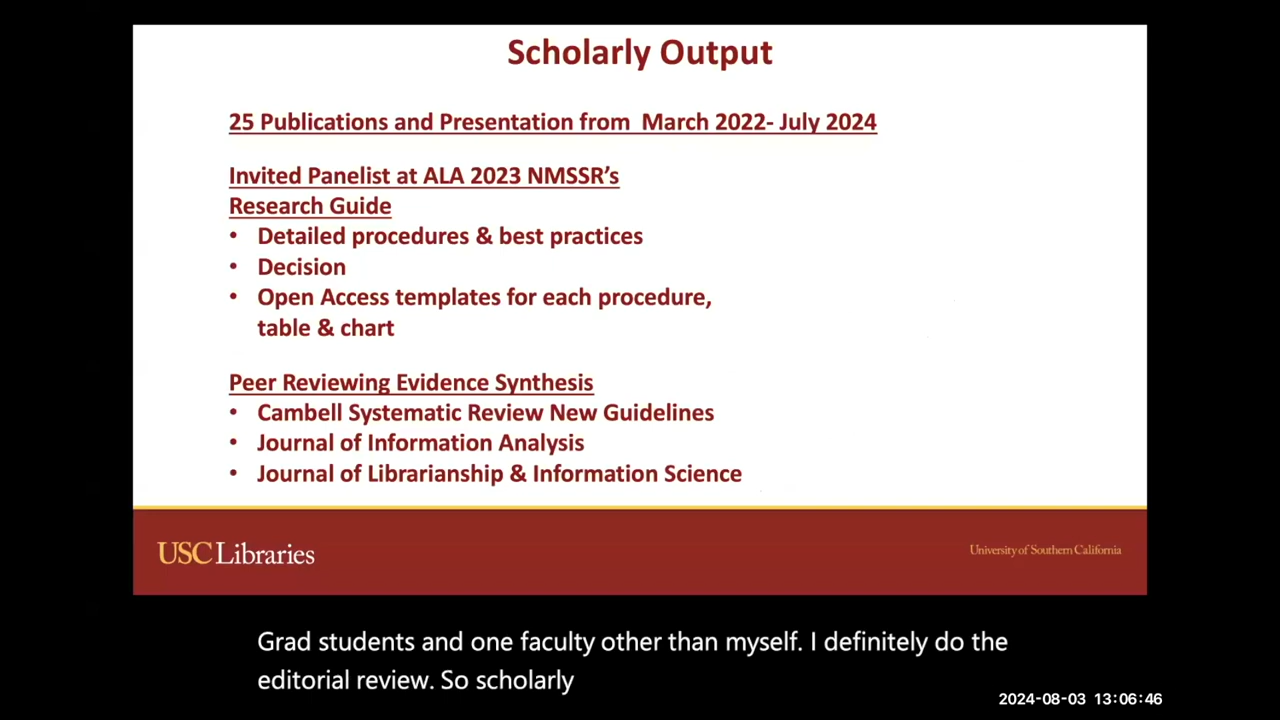 Scholarly Output
25 Publications and Presentation from March 2022- July 2024
Invited Panelist at ALA 2023 NMSSR’s
Research Guide
• Detailed procedures & best practices
• Decision
• Open Access templates for each procedure,
table & chart
Peer Reviewing Evidence Synthesis
• Cambell Systematic Review New Guidelines
• Journal of Information Analysis
• Journal of Librarianship & Information Science
USC Libraries
University of Southern California
Grad students and one faculty other than myself. I definitely do the
editorial review. So scholarly
2024-08-03 13:06:46